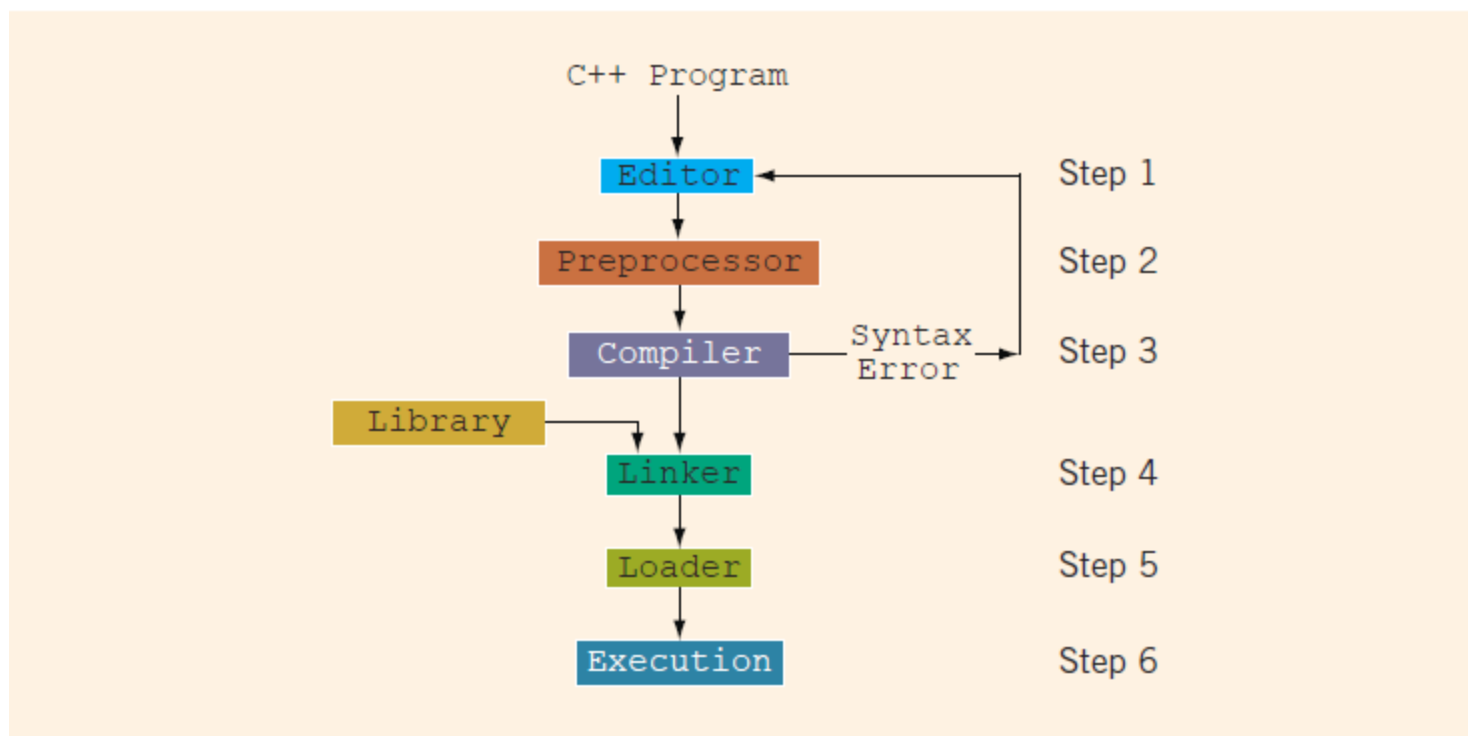 C++ Program
Editor
Step 1
Preprocessor
Step 2
Compiler
Syntax
Error
Step 3
Library
Linker
Step 4
Loader
Step 5
Execution
Step 6